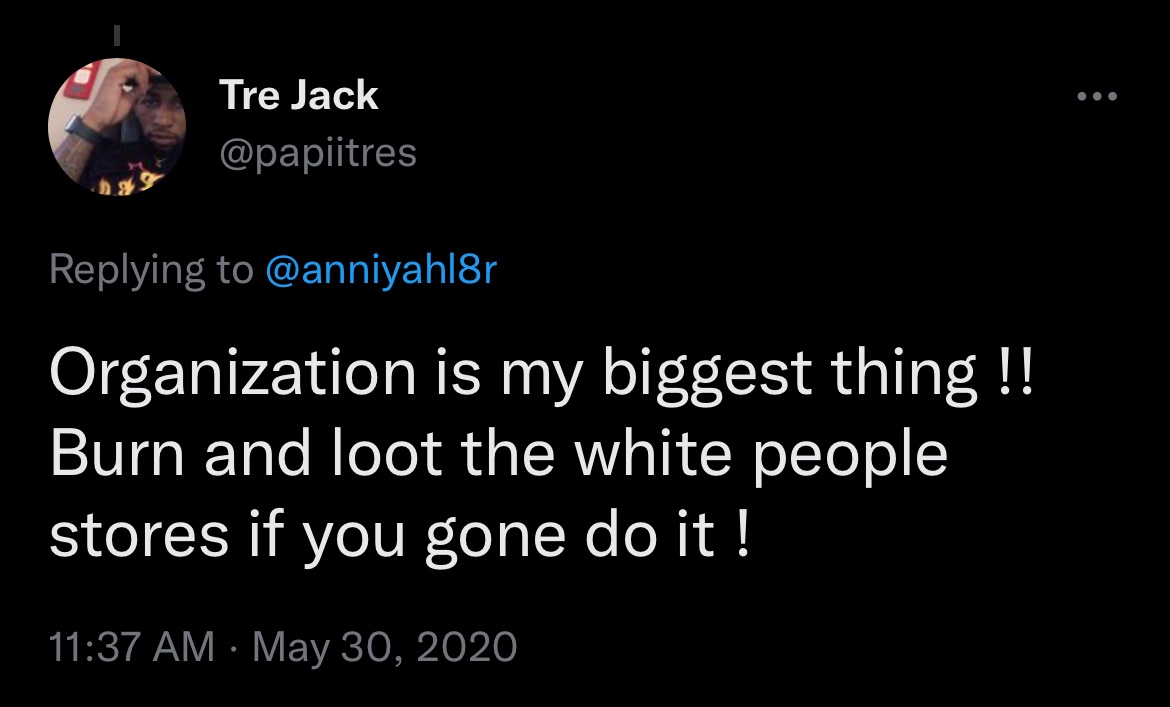 Tre Jack
@papiitres
Replying to @anniyahl8r
Organization is my biggest thing !!
Burn and loot the white people
stores if you gone do it !
11:37 AM · May 30, 2020